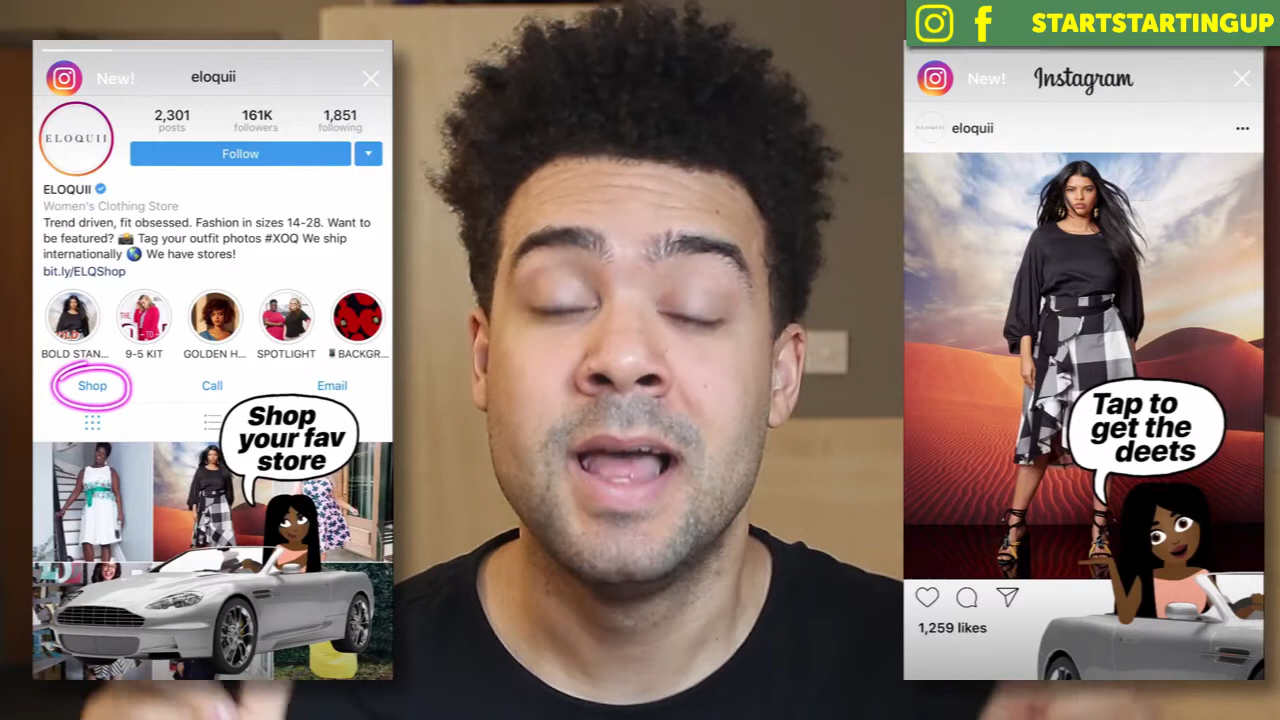 New!
eloquii
2,301
posts
161K
followers
1,851
following
ELOQUII
Follow
ELOQUII
Women's Clothing Store
Trend driven, fit obsessed. Fashion in sizes 14-28. Want to
be featured? 📸 Tag your outfit photos #XOQ We ship
internationally 🌎 We have stores!
bit.ly/ELQShop
BOLD STAN...
9-5 KIT
GOLDEN H...
SPOTLIGHT
BACKGR...
Shop
Call
Email
Shop
your fav
store
STARTSTARTINGUP
New!
Instagram
ELOQUII
eloquii
Tap to
get the
deets
1,259 likes